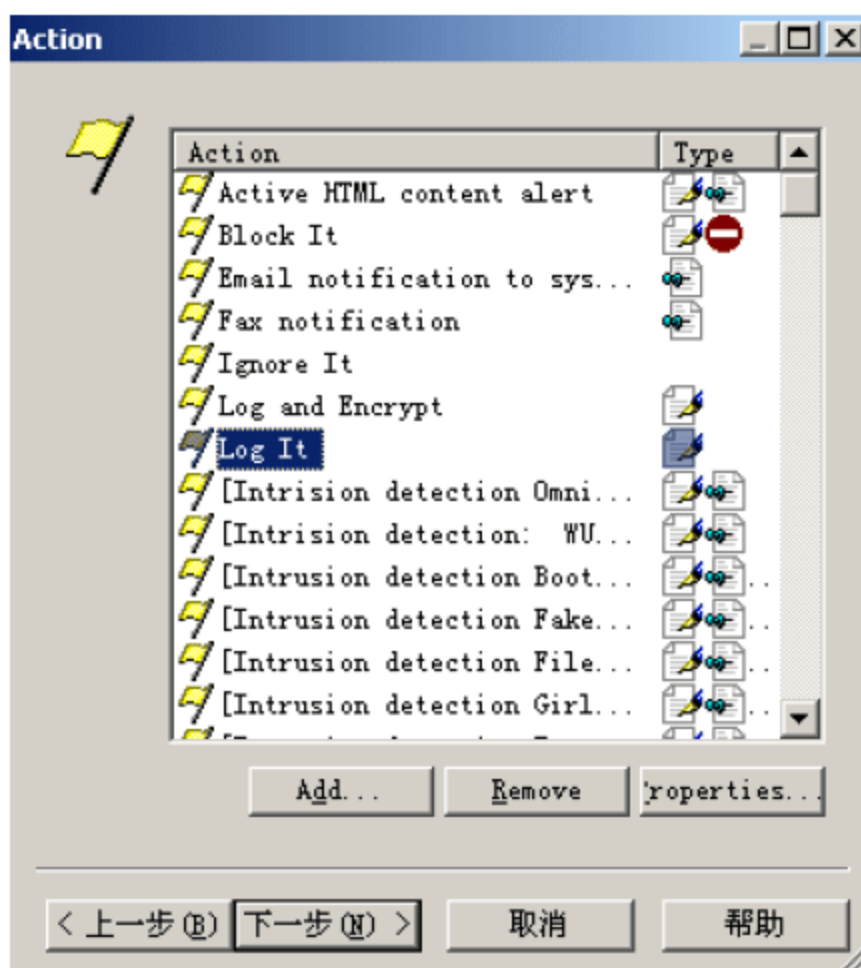 Action
Action Type
Active HTML content alert
Block It
Email notification to sys...
Fax notification
Ignore It
Log and Encrypt
Log It
[Intrision detection Omni...
[Intrision detection: WU...
[Intrusion detection Boot...
[Intrusion detection Fake...
[Intrusion detection File...
[Intrusion detection Girl...
Add... Remove roperties...
< 上一步(B) 下一步(N) > 取消 帮助